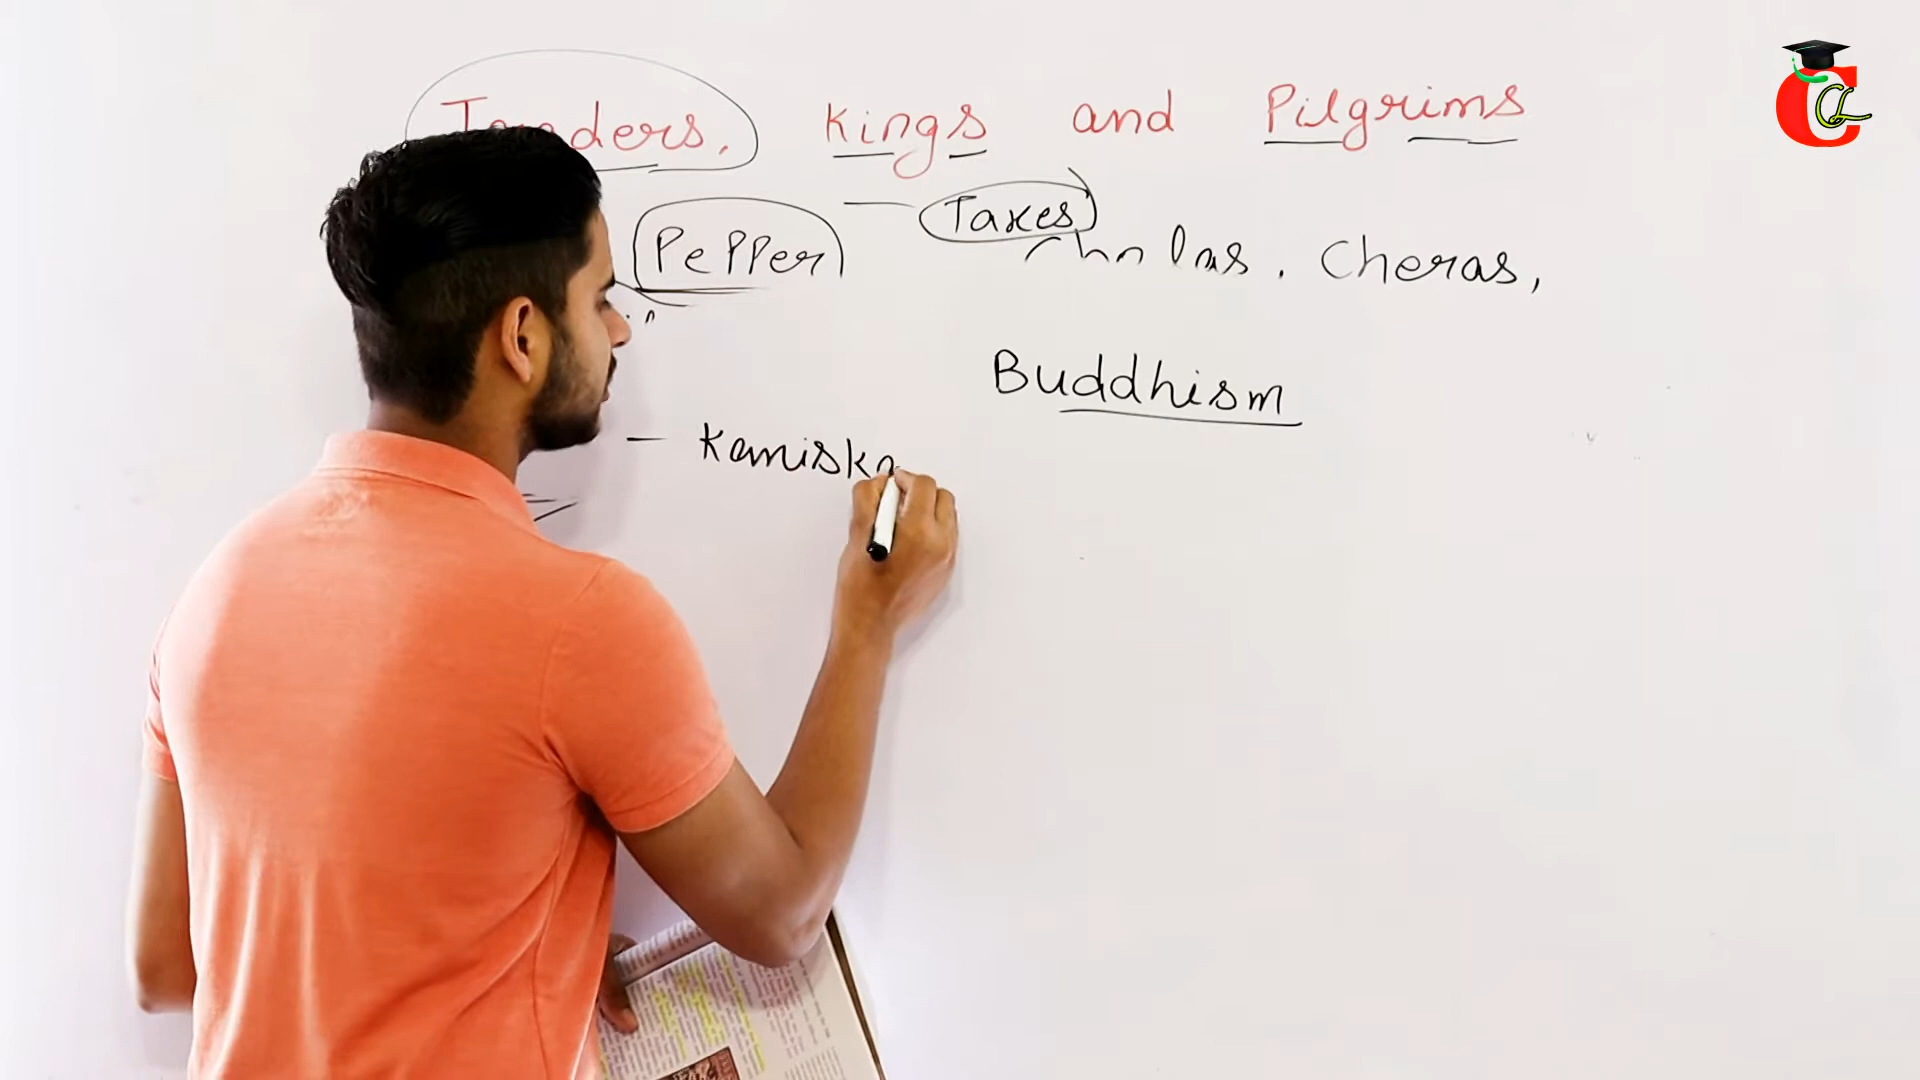 Traders, Kings and Pilgrims
Pepper — Taxes
Cholas, Cheras,
Buddhism
— Kaniska